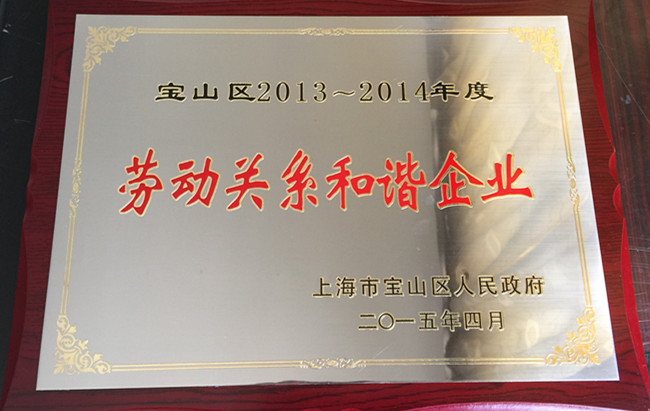 宝山区2013～2014年度
劳动关系和谐企业
上海市宝山区人民政府
二〇一五年四月